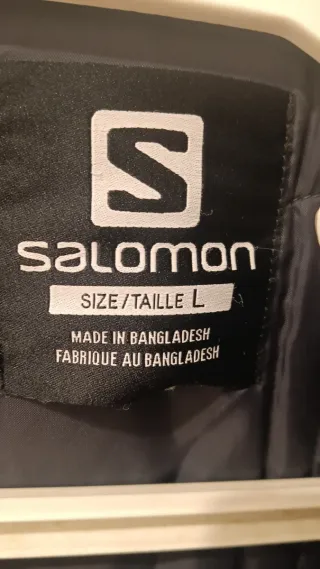 S
SALOMON
SIZE/TAILLE L
MADE IN BANGLADESH
FABRIQUE AU BANGLADESH